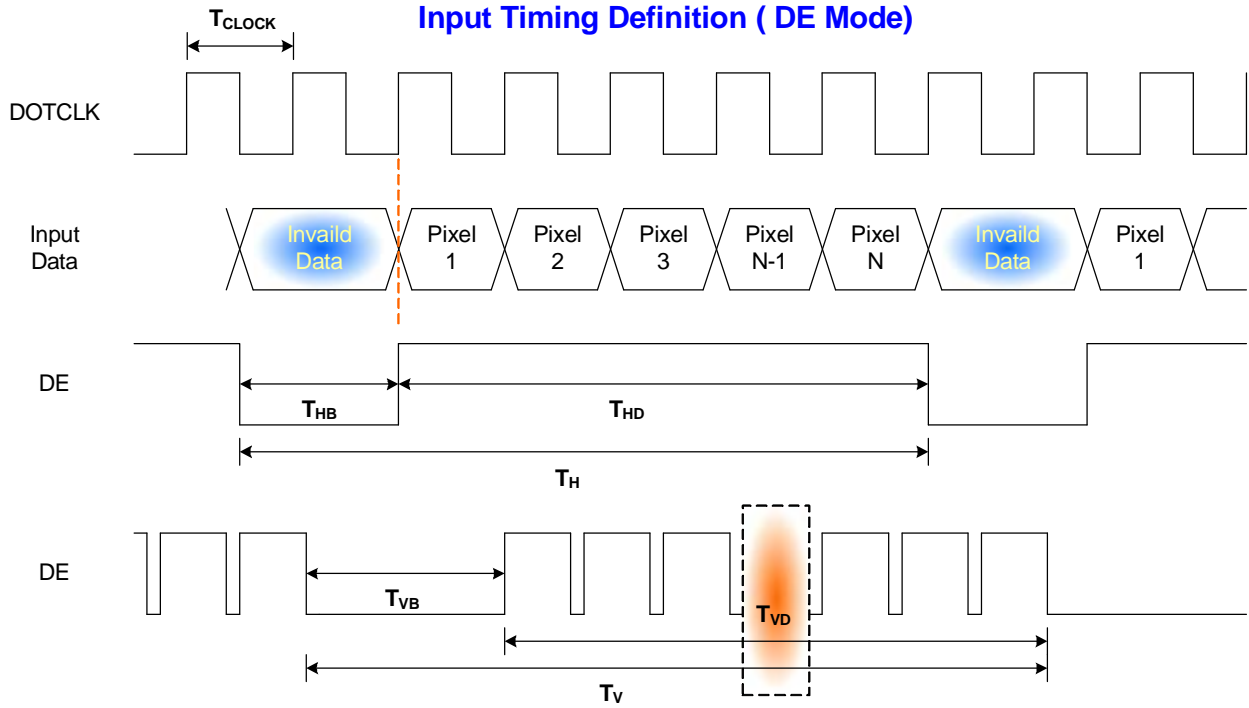 Input Timing Definition ( DE Mode)
TCLOCK
DOTCLK
Input
Data
Invaild
Data
Pixel
1
Pixel
2
Pixel
3
Pixel
N-1
Pixel
N
Invaild
Data
Pixel
1
DE
THB
THD
TH
DE
TVB
TVD
TV